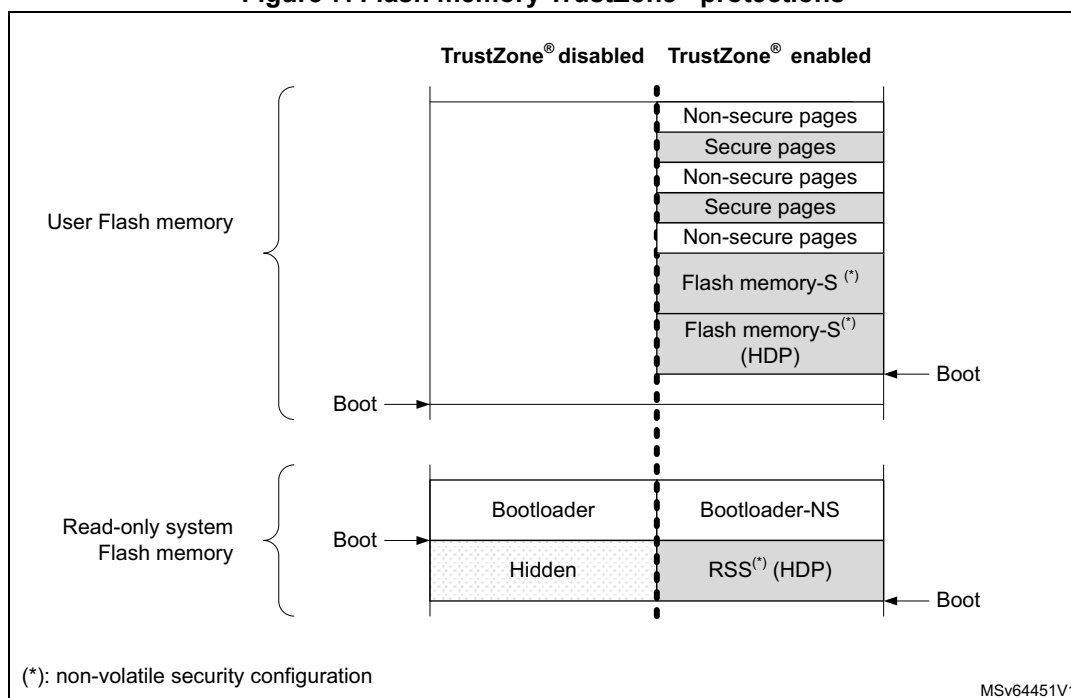 TrustZone® disabled
TrustZone® enabled
Non-secure pages
Secure pages
Non-secure pages
Secure pages
Non-secure pages
User Flash memory
Flash memory-S (*)
Flash memory-S(*)
(HDP)
Boot
Boot
Bootloader
Bootloader-NS
Read-only system
Flash memory
Boot
Hidden
RSS(*) (HDP)
Boot
(*): non-volatile security configuration
MSv64451V1